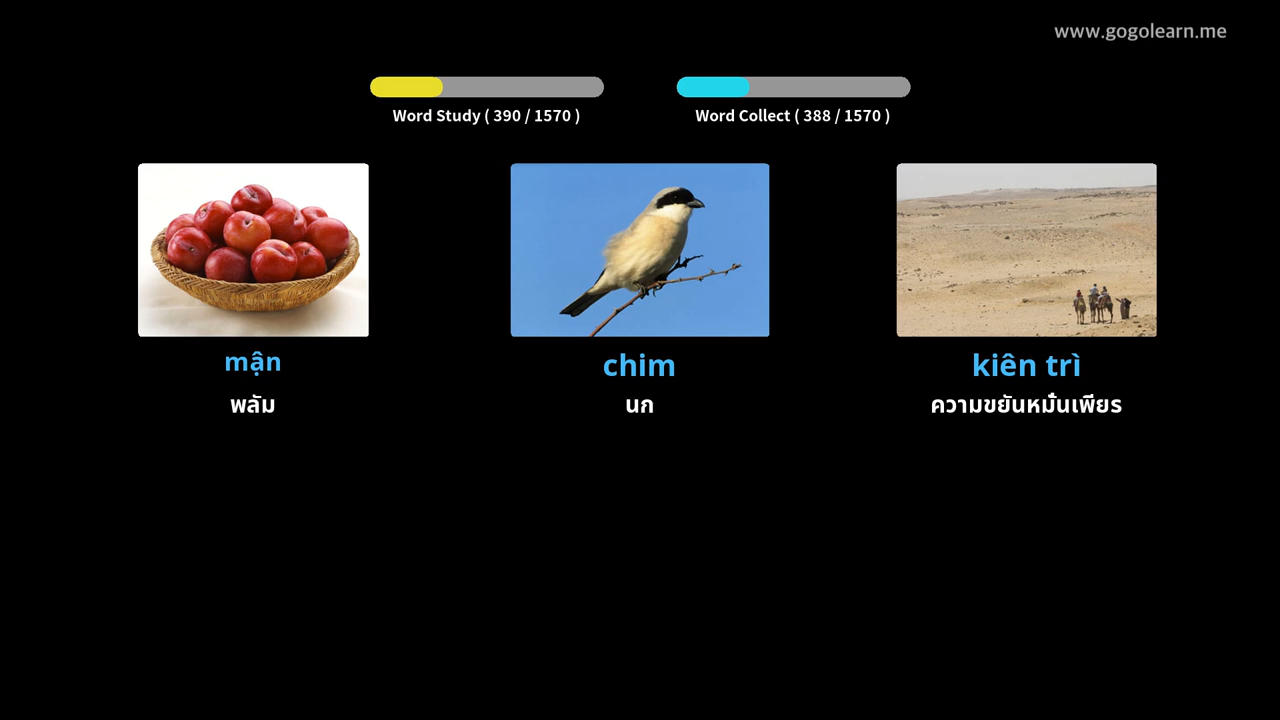 www.gogolearn.me
Word Study ( 390 / 1570 )
Word Collect ( 388 / 1570 )
mận
chim
kiên trì
พลัม
นก
ความขยันหมั่นเพียร